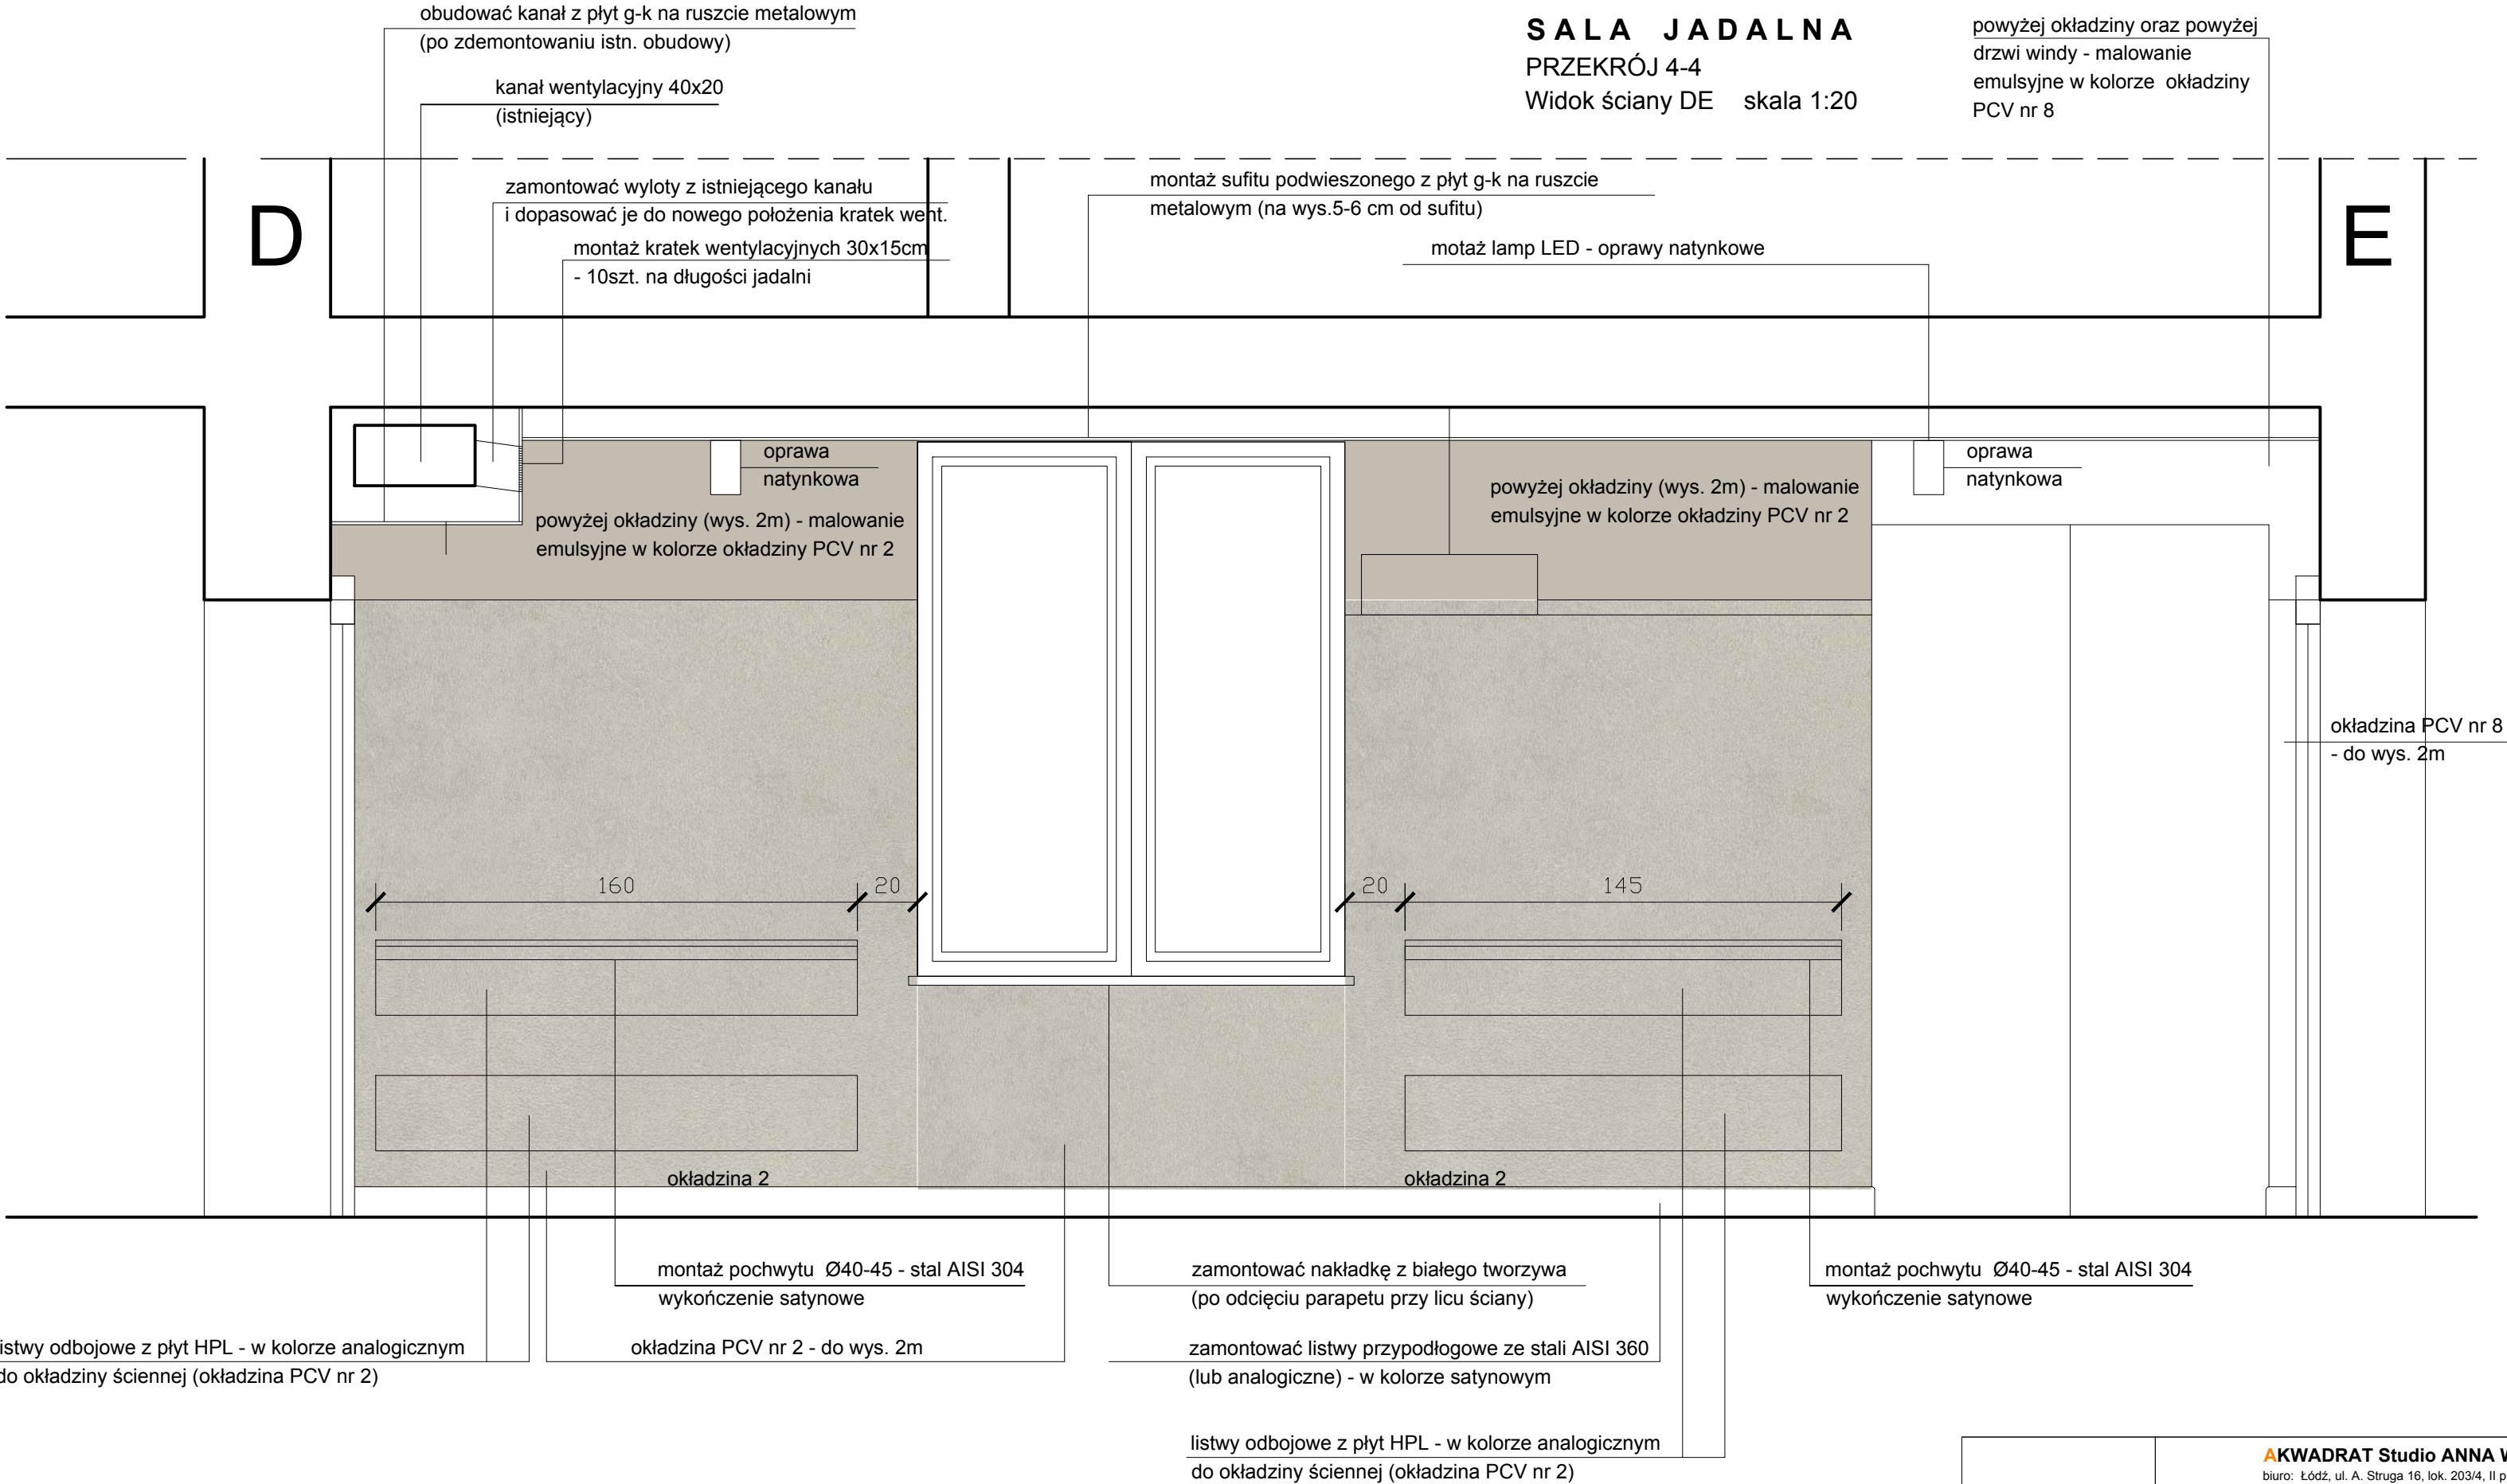 obudować kanał z płyt g-k na ruszcie metalowym
(po zdemontowaniu istn. obudowy)
kanał wentylacyjny 40x20
(istniejący)
SALA JADALNA
PRZEKRÓJ 4-4
Widok ściany DE skala 1:20
powyżej okładziny oraz powyżej
drzwi windy - malowanie
emulsyjne w kolorze okładziny
PCV nr 8
D
zamontować wyloty z istniejącego kanału
i dopasować je do nowego położenia kratek went.
montaż kratek wentylacyjnych 30x15cm
- 10szt. na długości jadalni
montaż sufitu podwieszonego z płyt g-k na ruszcie
metalowym (na wys.5-6 cm od sufitu)
motaż lamp LED - oprawy natynkowe
E
oprawa
natynkowa
powyżej okładziny (wys. 2m) - malowanie
emulsyjne w kolorze okładziny PCV nr 2
powyżej okładziny (wys. 2m) - malowanie
emulsyjne w kolorze okładziny PCV nr 2
oprawa
natynkowa
okładzina PCV nr 8
- do wys. 2m
160
20
20
145
okładzina 2
okładzina 2
montaż pochwytu Ø40-45 - stal AISI 304
wykończenie satynowe
zamontować nakładkę z białego tworzywa
(po odcięciu parapetu przy licu ściany)
montaż pochwytu Ø40-45 - stal AISI 304
wykończenie satynowe
listwy odbojowe z płyt HPL - w kolorze analogicznym
do okładziny ściennej (okładzina PCV nr 2)
okładzina PCV nr 2 - do wys. 2m
zamontować listwy przypodłogowe ze stali AISI 360
(lub analogiczne) - w kolorze satynowym
listwy odbojowe z płyt HPL - w kolorze analogicznym
do okładziny ściennej (okładzina PCV nr 2)
AKWADRAT Studio ANNA
biuro: Łódź, ul. A. Struga 16, lok. 203/4, II